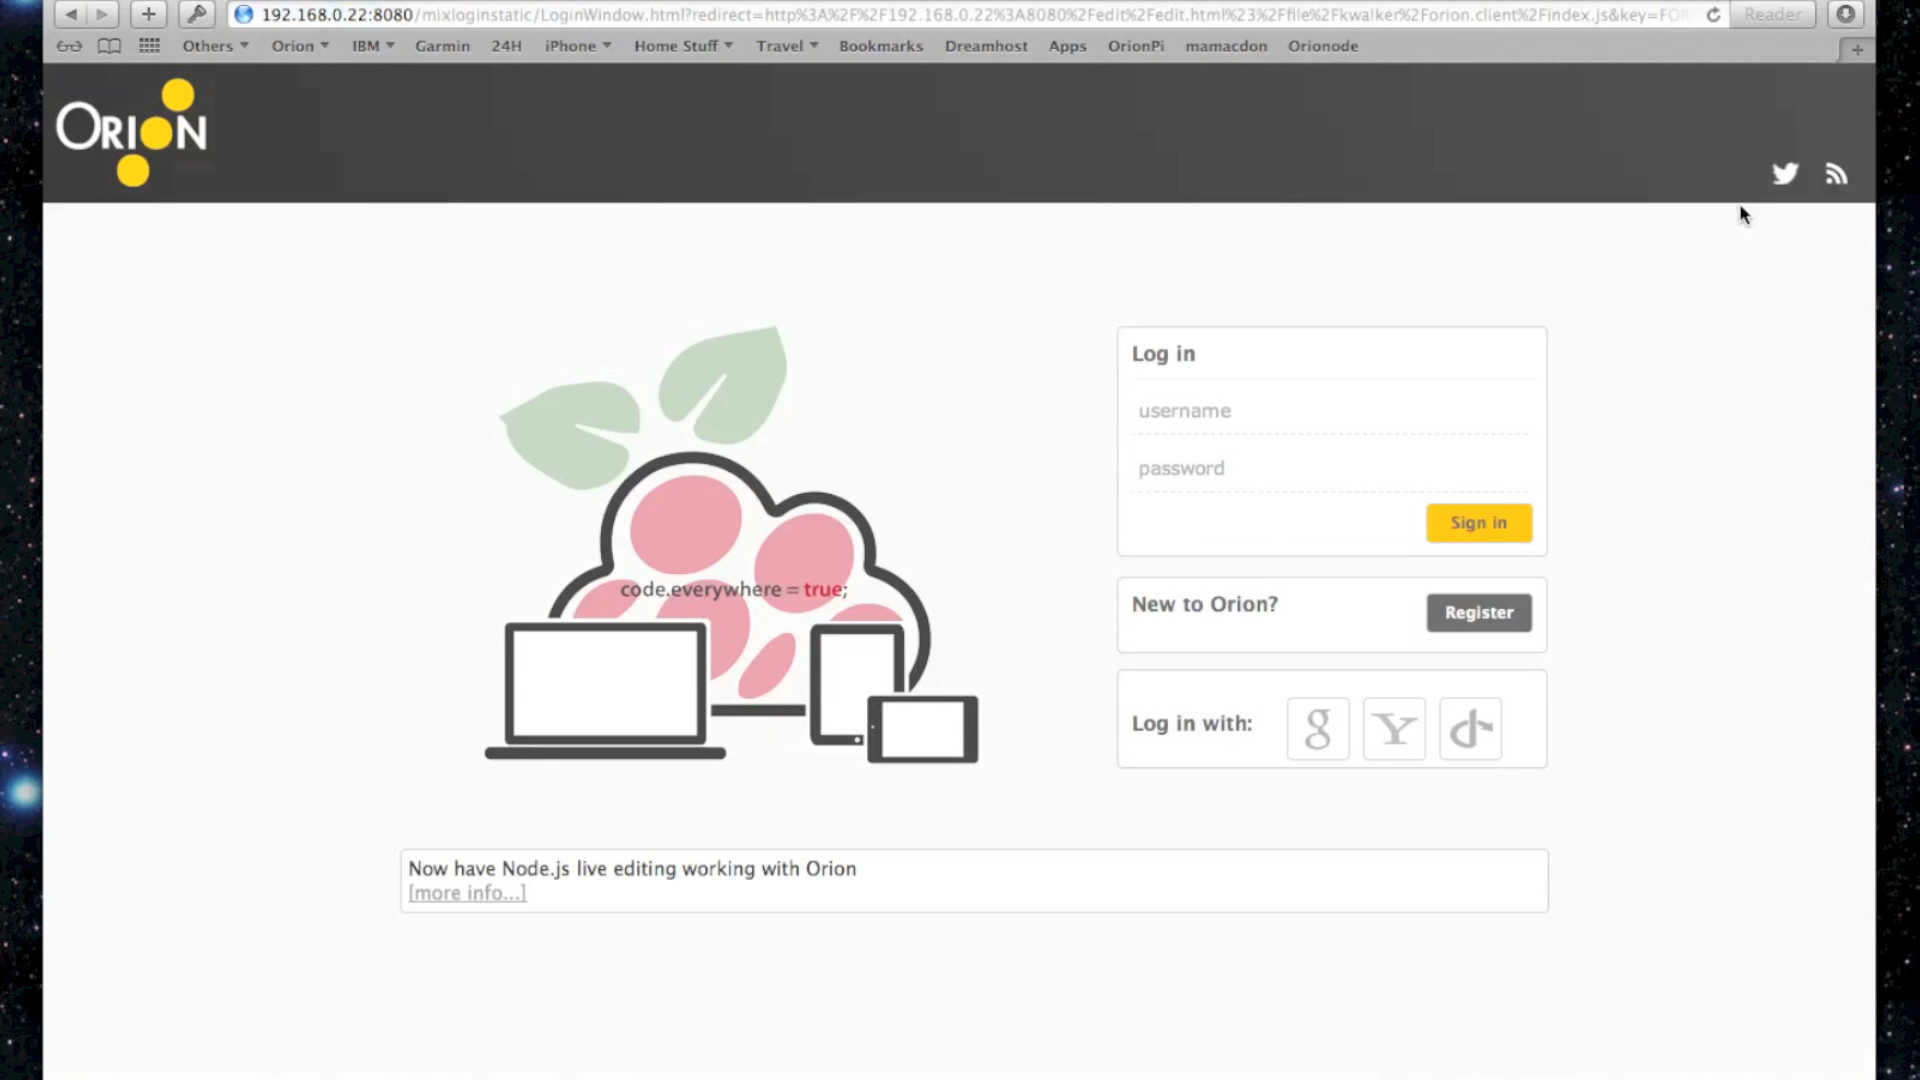 192.168.0.22:8080/mixloginstatic/LoginWindow.html?redirect=http%3A%2F%2F192.168.0.22%3A8080%2Fedit%2Fedit.html%23%2Ffile%2Fkwalker%2Forion.client%2Findex.js&key=FOR
Reader
Others Orion IBM Garmin 24H iPhone Home Stuff Travel Bookmarks Dreamhost Apps OrionPi mamacdon Orionode
ORION
Log in
username
password
Sign in
code.everywhere = true;
New to Orion?
Register
Log in with:
g Y
Now have Node.js live editing working with Orion
[more info...]